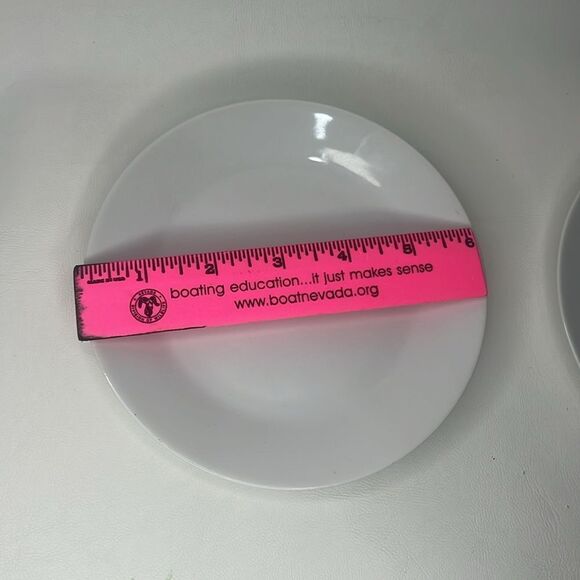 1 2 3 4 5 6
boating education...it just makes sense
www.boatnevada.org